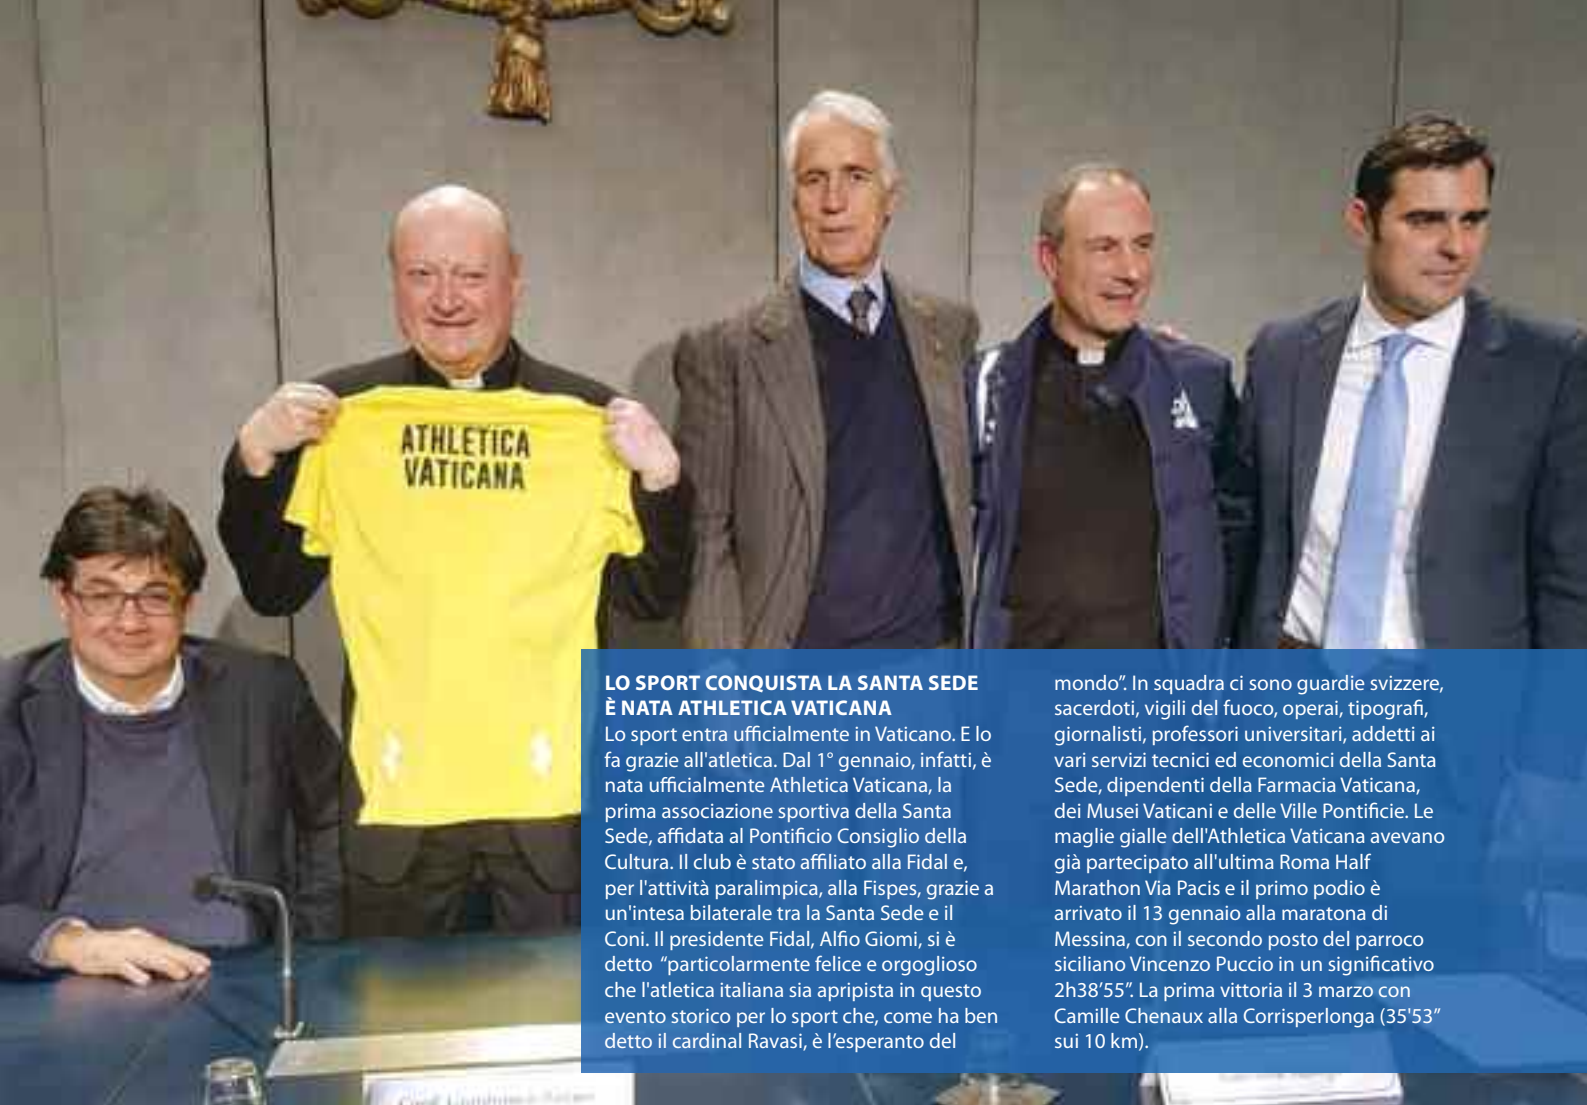 ATHLETICA
VATICANA
LO SPORT CONQUISTA LA SANTA SEDE
È NATA ATHLETICA VATICANA
Lo sport entra ufficialmente in Vaticano. E lo
fa grazie all'atletica. Dal 1° gennaio, infatti, è
nata ufficialmente Athletica Vaticana, la
prima associazione sportiva della Santa
Sede, affidata al Pontificio Consiglio della
Cultura. Il club è stato affiliato alla Fidal e,
per l'attività paralimpica, alla Fispes, grazie a
un'intesa bilaterale tra la Santa Sede e il
Coni. Il presidente Fidal, Alfio Giomi, si è
detto “particolarmente felice e orgoglioso
che l'atletica italiana sia apripista in questo
evento storico per lo sport che, come ha ben
detto il cardinal Ravasi, è l’esperanto del
mondo”. In squadra ci sono guardie svizzere,
sacerdoti, vigili del fuoco, operai, tipografi,
giornalisti, professori universitari, addetti ai
vari servizi tecnici ed economici della Santa
Sede, dipendenti della Farmacia Vaticana,
dei Musei Vaticani e delle Ville Pontificie. Le
maglie gialle dell'Athletica Vaticana avevano
già partecipato all'ultima Roma Half
Marathon Via Pacis e il primo podio è
arrivato il 13 gennaio alla maratona di
Messina, con il secondo posto del parroco
siciliano Vincenzo Puccio in un significativo
2h38’55”. La prima vittoria il 3 marzo con
Camille Chenaux alla Corrisperlonga (35'53”
sui 10 km).